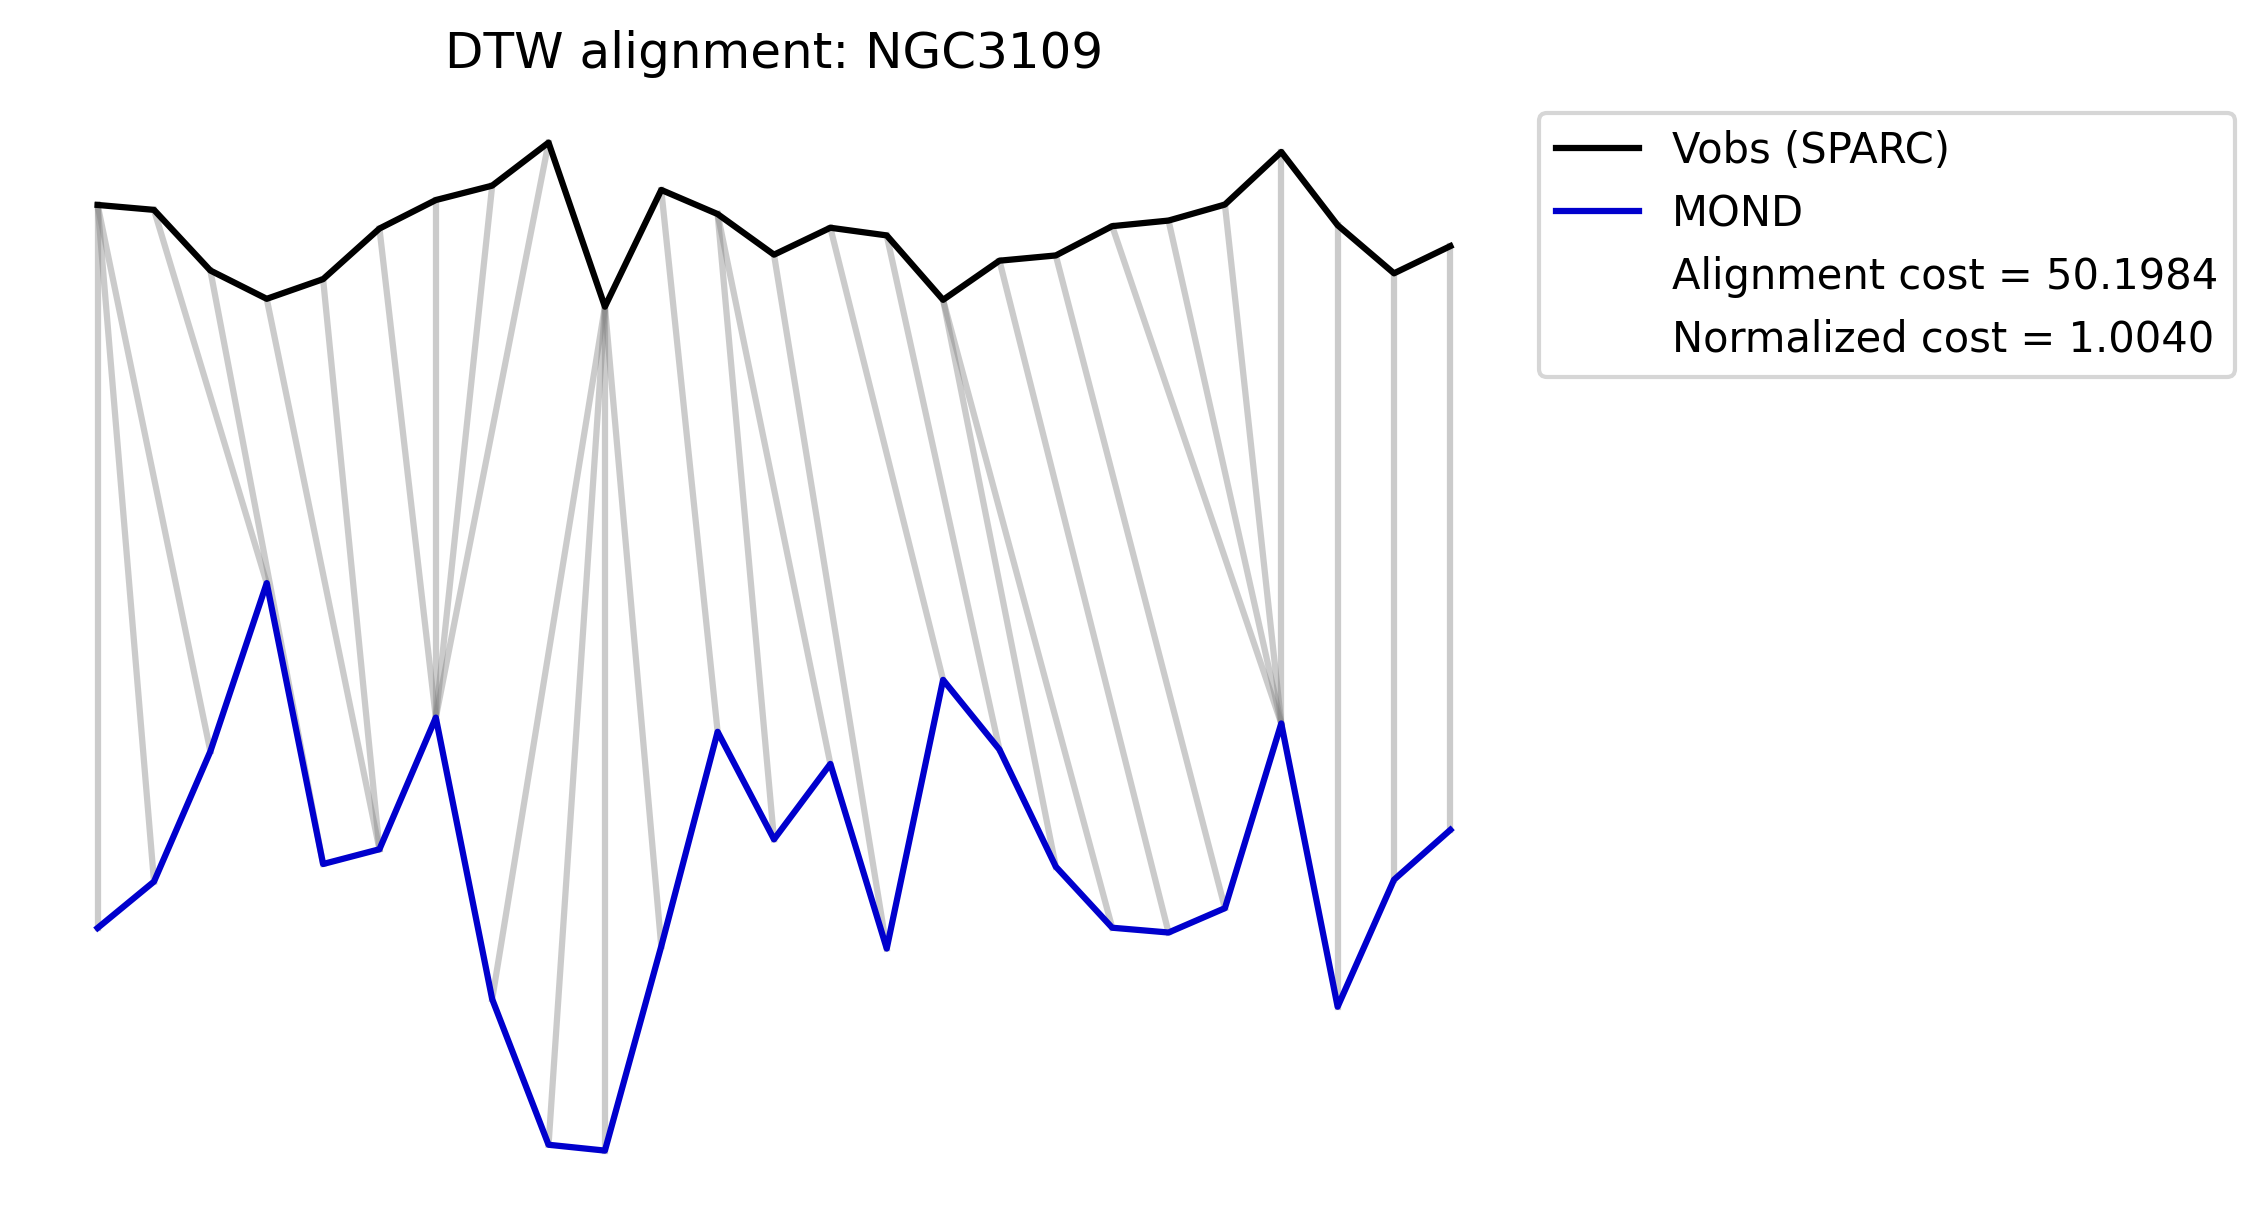 DTW alignment: NGC3109
Vobs (SPARC)
MOND
Alignment cost = 50.1984
Normalized cost = 1.0040